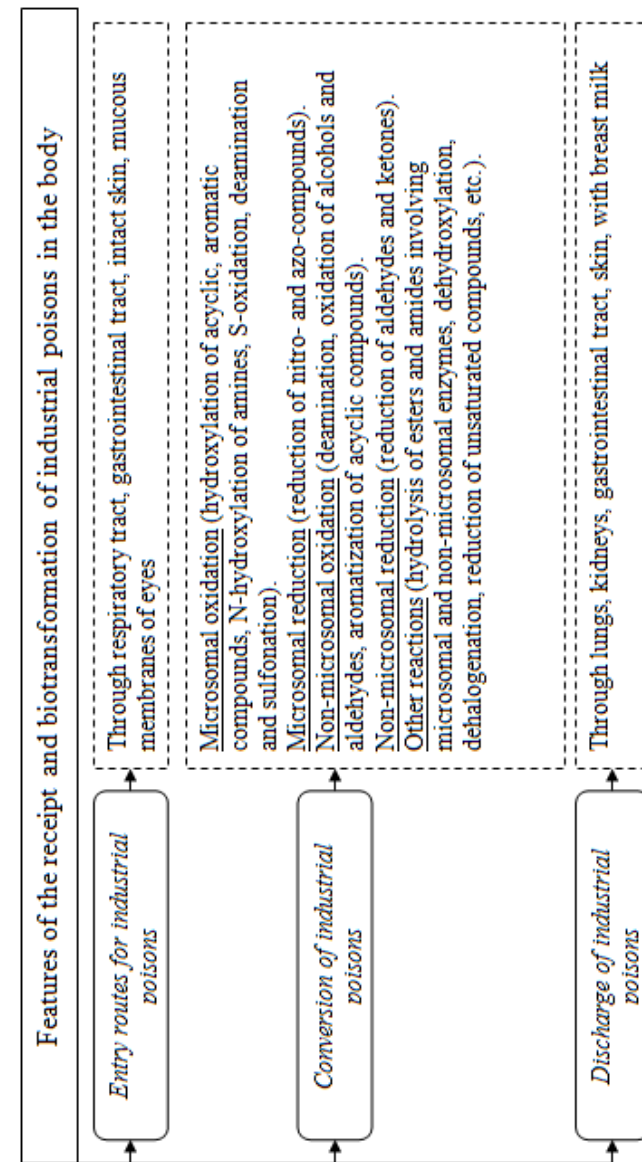 Features of the receipt and biotransformation of industrial poisons in the body
Entry routes for industrial
poisons
Through respiratory tract, gastrointestinal tract, intact skin, mucous
membranes of eyes
Conversion of industrial
poisons
Microsomal oxidation (hydroxylation of acyclic, aromatic
compounds, N-hydroxylation of amines, S-oxidation, deamination
and sulfonation).
Microsomal reduction (reduction of nitro- and azo-compounds).
Non-microsomal oxidation (deamination, oxidation of alcohols and
aldehydes, aromatization of acyclic compounds).
Non-microsomal reduction (reduction of aldehydes and ketones).
Other reactions (hydrolysis of esters and amides involving
microsomal and non-microsomal enzymes, dehydroxylation,
dehalogenation, reduction of unsaturated compounds, etc.).
Discharge of industrial
poisons
Through lungs, kidneys, gastrointestinal tract, skin, with breast milk